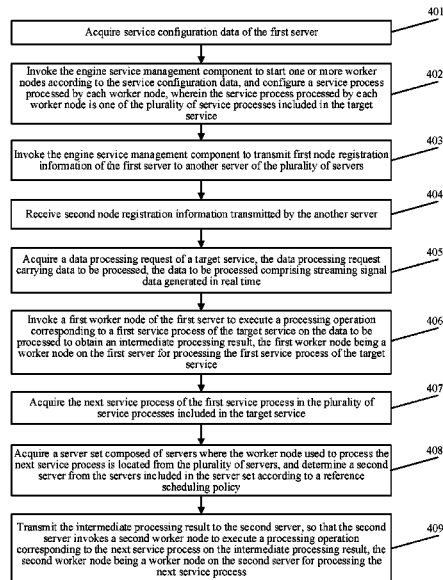 401
Acquire service configuration data of the first server
402
Invoke the engine service management component to start one or more worker
nodes according to the service configuration data, and configure a service process
processed by each worker node, wherein the service process processed by each
worker node is one of the plurality of service processes included in the target
service
403
Invoke the engine service management component to transmit first node registration
information of the first server to another server of the plurality of servers
404
Receive second node registration information transmitted by the another server
405
Acquire a data processing request of a target service, the data processing request
carrying data to be processed, the data to be processed comprising streaming signal
data generated in real time
406
Invoke a first worker node of the first server to execute a processing operation
corresponding to a first service process of the target service on the data to be
processed to obtain an intermediate processing result, the first worker node being a
worker node on the first server for processing the first service process of the target
service
407
Acquire the next service process of the first service process in the plurality of
service processes included in the target service
408
Acquire a server set composed of servers where the worker node used to process the
next service process is located from the plurality of servers, and determine a second
server from the servers included in the server set according to a reference
scheduling policy
409
Transmit the intermediate processing result to the second server, so that the second
server invokes a second worker node to execute a processing operation
corresponding to the next service process on the intermediate processing result, the
second worker node being a worker node on the second server for processing the
next service process